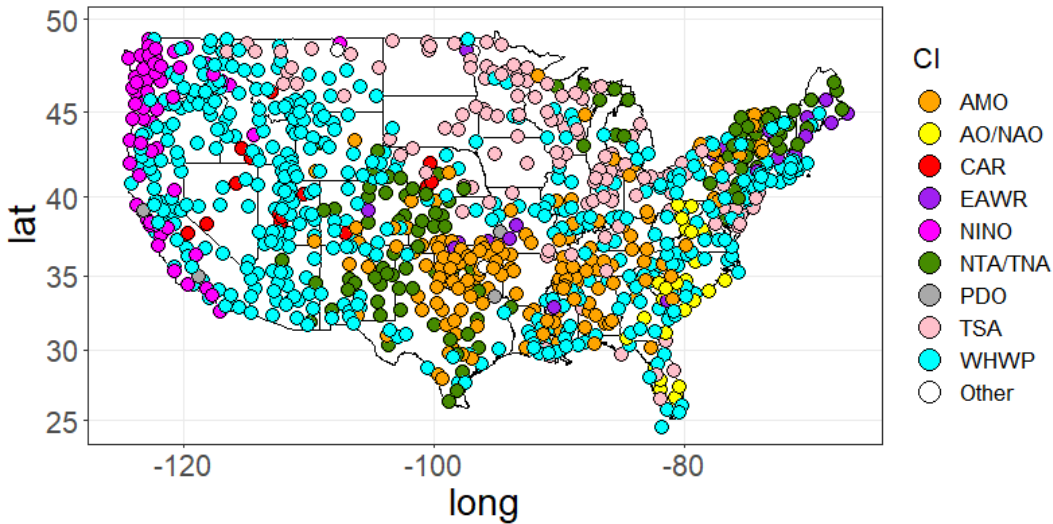 50
45
40
35
30
25
lat
-120
-100
-80
long
CI
AMO
AO/NAO
CAR
EAWR
NINO
NTA/TNA
PDO
TSA
WHWP
Other